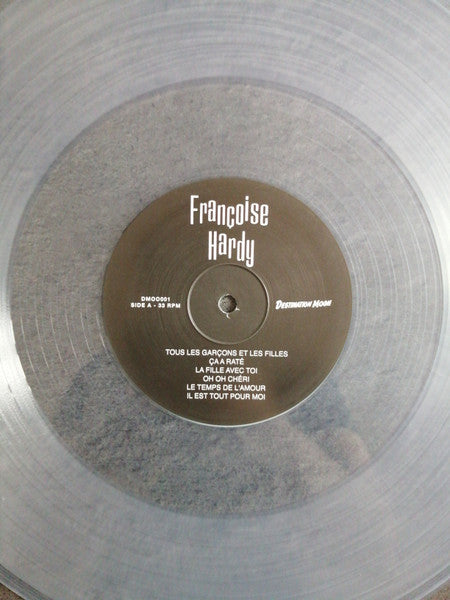 Françoise
Hardy
DMOO001
SIDE A - 33 RPM
DESTINATION MOON!
TOUS LES GARÇONS ET LES FILLES
ÇA A RATÉ
LA FILLE AVEC TOI
OH OH CHÉRI
LE TEMPS DE L'AMOUR
IL EST TOUT POUR MOI